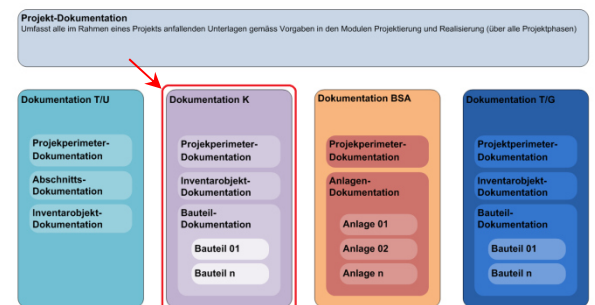 Projekt-Dokumentation
Umfasst alle im Rahmen eines Projekts anfallenden Unterlagen gemäss Vorgaben in den Modulen Projektierung und Realisierung (über alle Projektphasen)
Dokumentation T/U
Projekperimeter-
Dokumentation
Abschnitts-
Dokumentation
Inventarobjekt-
Dokumentation
Dokumentation K
Projekperimeter-
Dokumentation
Inventarobjekt-
Dokumentation
Bauteil-
Dokumentation
Bauteil 01
Bauteil n
Dokumentation BSA
Projekperimeter-
Dokumentation
Anlagen-
Dokumentation
Anlage 01
Anlage 02
Anlage n
Dokumentation T/G
Projektperimeter-
Dokumentation
Inventarobjekt-
Dokumentation
Bauteil-
Dokumentation
Bauteil 01
Bauteil n